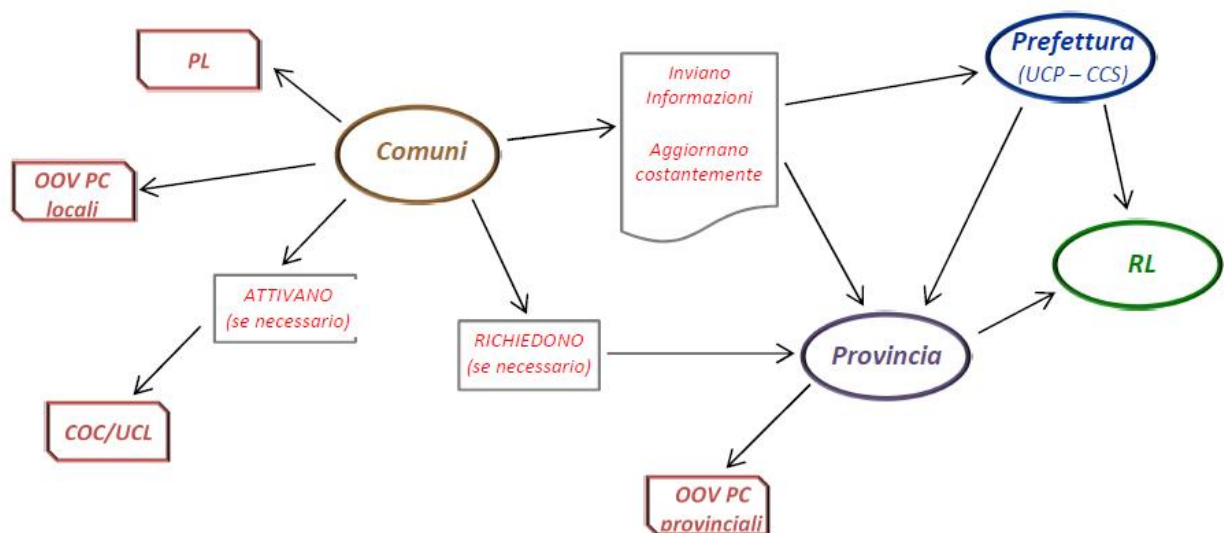 PL
Inviano
Informazioni
Aggiornano
costantemente
Prefettura
(UCP – CCS)
Comuni
OOV PC
locali
ATTIVANO
(se necessario)
RICHIEDONO
(se necessario)
RL
Provincia
COC/UCL
OOV PC
provinciali